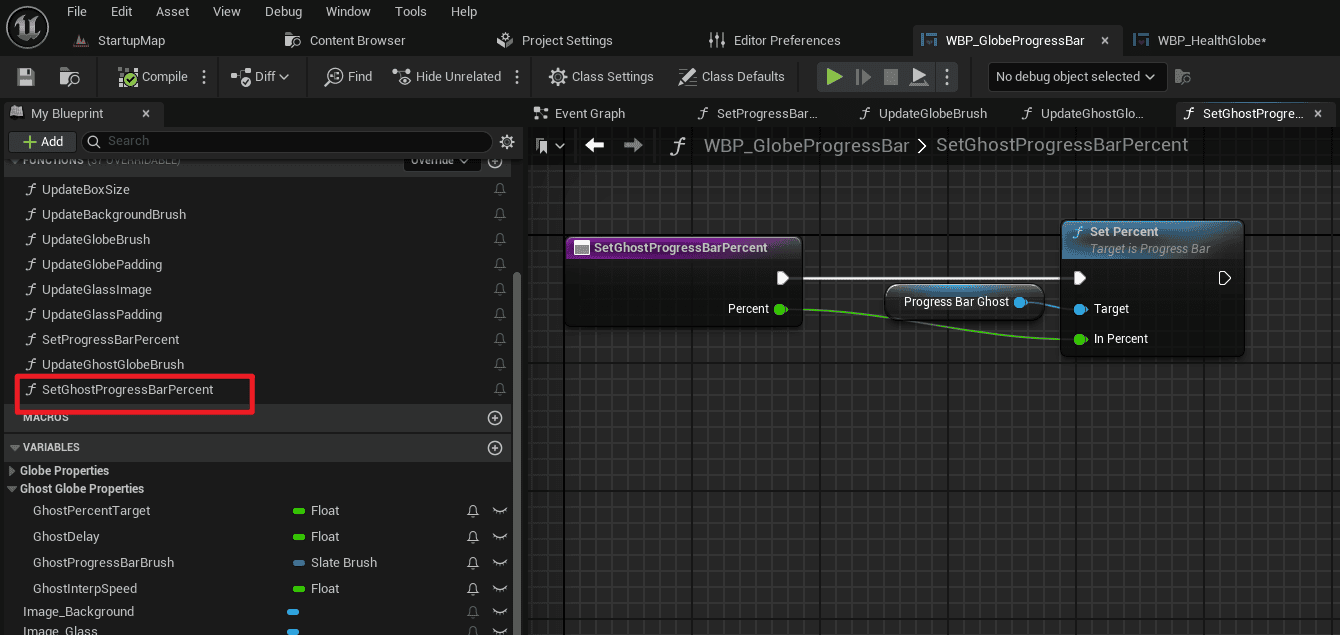 File Edit Asset View Debug Window Tools Help
StartupMap Content Browser Project Settings Editor Preferences WBP_GlobeProgressBar WBP_HealthGlobe*
Compile Diff Find Hide Unrelated Class Settings Class Defaults No debug object selected
My Blueprint Event Graph SetProgressBar... UpdateGlobeBrush UpdateGhostGlo... SetGhostProgre...
Add Search
WBP_GlobeProgressBar > SetGhostProgressBarPercent
FUNCTIONS (37 OVERRIDABLE) Override
UpdateBoxSize
UpdateBackgroundBrush
UpdateGlobeBrush
UpdateGlobePadding
UpdateGlassImage
UpdateGlassPadding
SetProgressBarPercent
UpdateGhostGlobeBrush
SetGhostProgressBarPercent
MACROS
VARIABLES
Globe Properties
Ghost Globe Properties
GhostPercentTarget Float
GhostDelay Float
GhostProgressBarBrush Slate Brush
GhostInterpSpeed Float
Image_Background
Image_Glass
SetGhostProgressBarPercent
Percent
Progress Bar Ghost
Set Percent
Target is Progress Bar
Target
In Percent